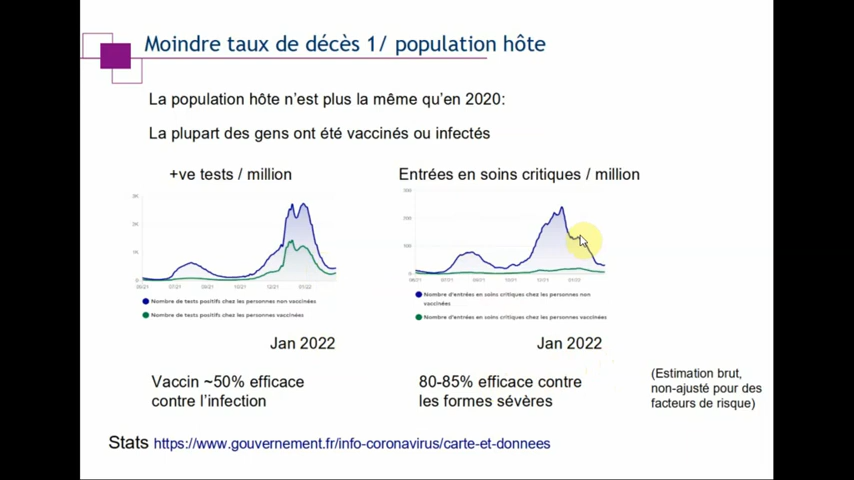 Moindre taux de décès 1/ population hôte
La population hôte n'est plus la même qu'en 2020:
La plupart des gens ont été vaccinés ou infectés
+ve tests / million
Entrées en soins critiques / million
Nombre de tests positifs chez les personnes non vaccinées
Nombre de tests positifs chez les personnes vaccinées
Nombre d'entrées en soins critiques chez les personnes non
vaccinées
Nombre d'entrées en soins critiques chez les personnes vaccinées
Jan 2022
Jan 2022
Vaccin ~50% efficace
contre l'infection
80-85% efficace contre
les formes sévères
(Estimation brut,
non-ajusté pour des
facteurs de risque)
Stats https://www.gouvernement.fr/info-coronavirus/carte-et-donnees